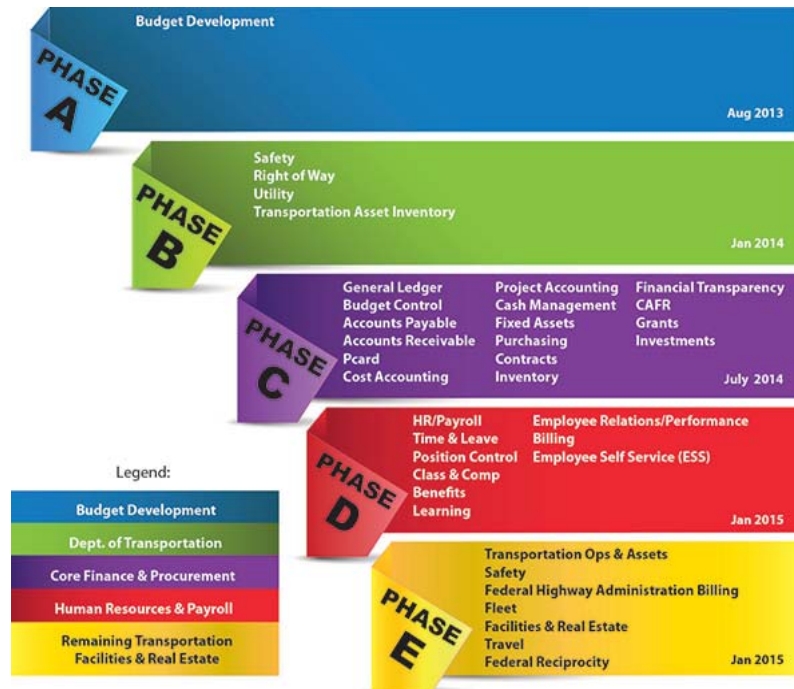 PHASE
A
Budget Development
Aug 2013
PHASE
B
Safety
Right of Way
Utility
Transportation Asset Inventory
Jan 2014
PHASE
C
General Ledger
Budget Control
Accounts Payable
Accounts Receivable
Pcard
Cost Accounting
Project Accounting
Cash Management
Fixed Assets
Purchasing
Contracts
Inventory
Financial Transparency
CAFR
Grants
Investments
July 2014
PHASE
D
HR/Payroll
Time & Leave
Position Control
Class & Comp
Benefits
Learning
Employee Relations/Performance
Billing
Employee Self Service (ESS)
Jan 2015
PHASE
E
Transportation Ops & Assets
Safety
Federal Highway Administration Billing
Fleet
Facilities & Real Estate
Travel
Federal Reciprocity
Jan 2015
Legend:
Budget Development
Dept. of Transportation
Core Finance & Procurement
Human Resources & Payroll
Remaining Transportation
Facilities & Real Estate